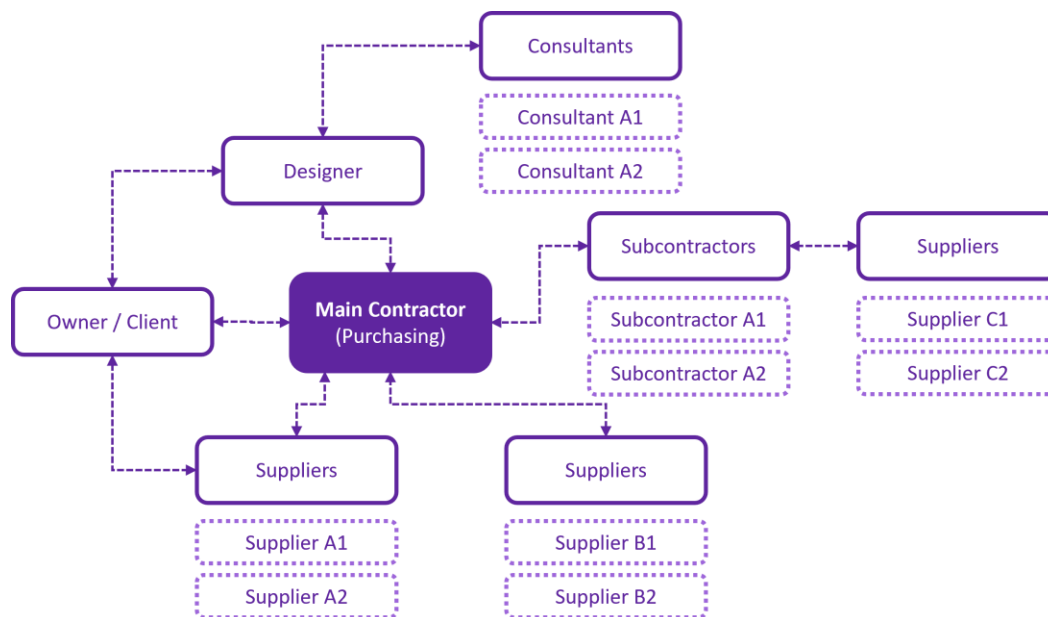 Consultants
Consultant A1
Consultant A2
Designer
Subcontractors
Suppliers
Owner / Client
Main Contractor
(Purchasing)
Subcontractor A1
Supplier C1
Subcontractor A2
Supplier C2
Suppliers
Suppliers
Supplier A1
Supplier B1
Supplier A2
Supplier B2